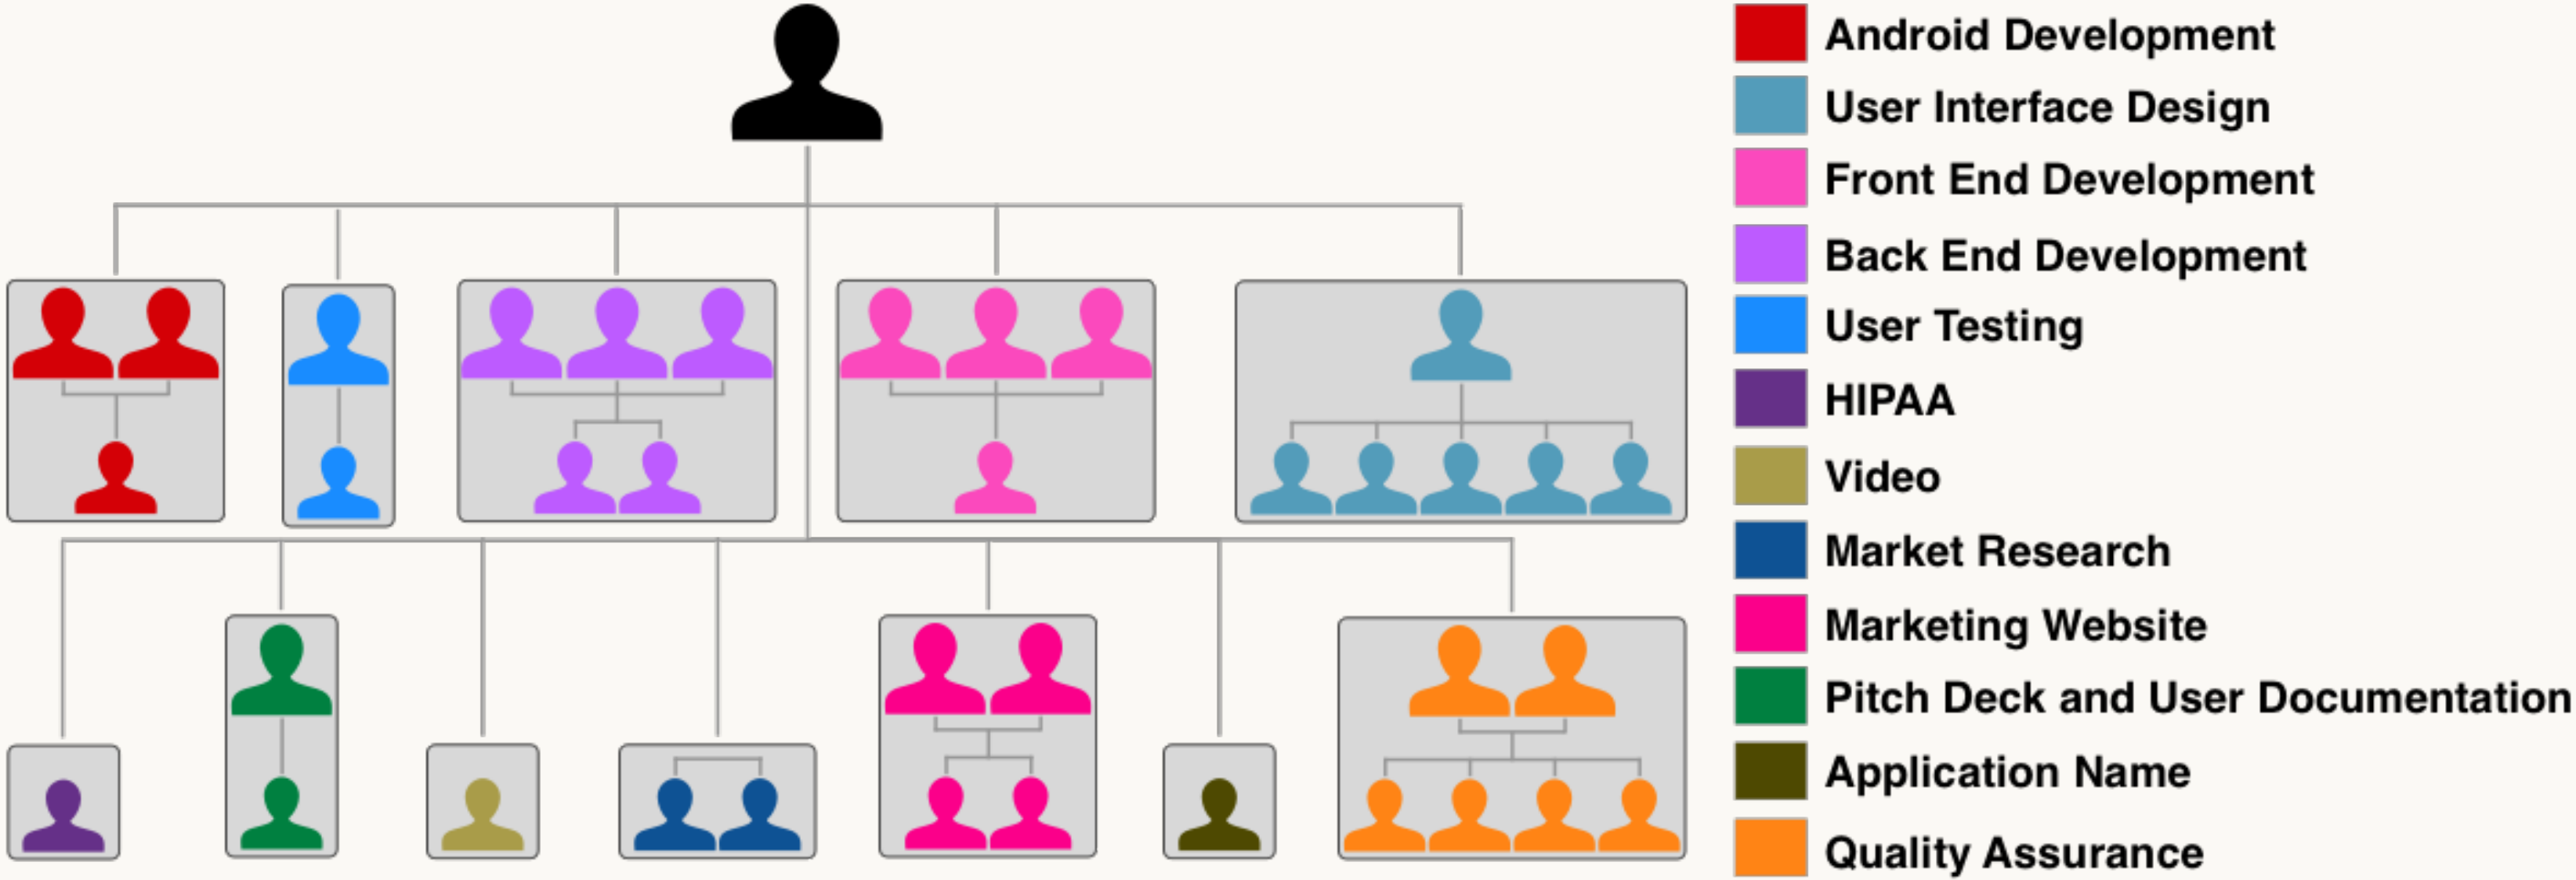 Android Development
User Interface Design
Front End Development
Back End Development
User Testing
HIPAA
Video
Market Research
Marketing Website
Pitch Deck and User Documentation
Application Name
Quality Assurance